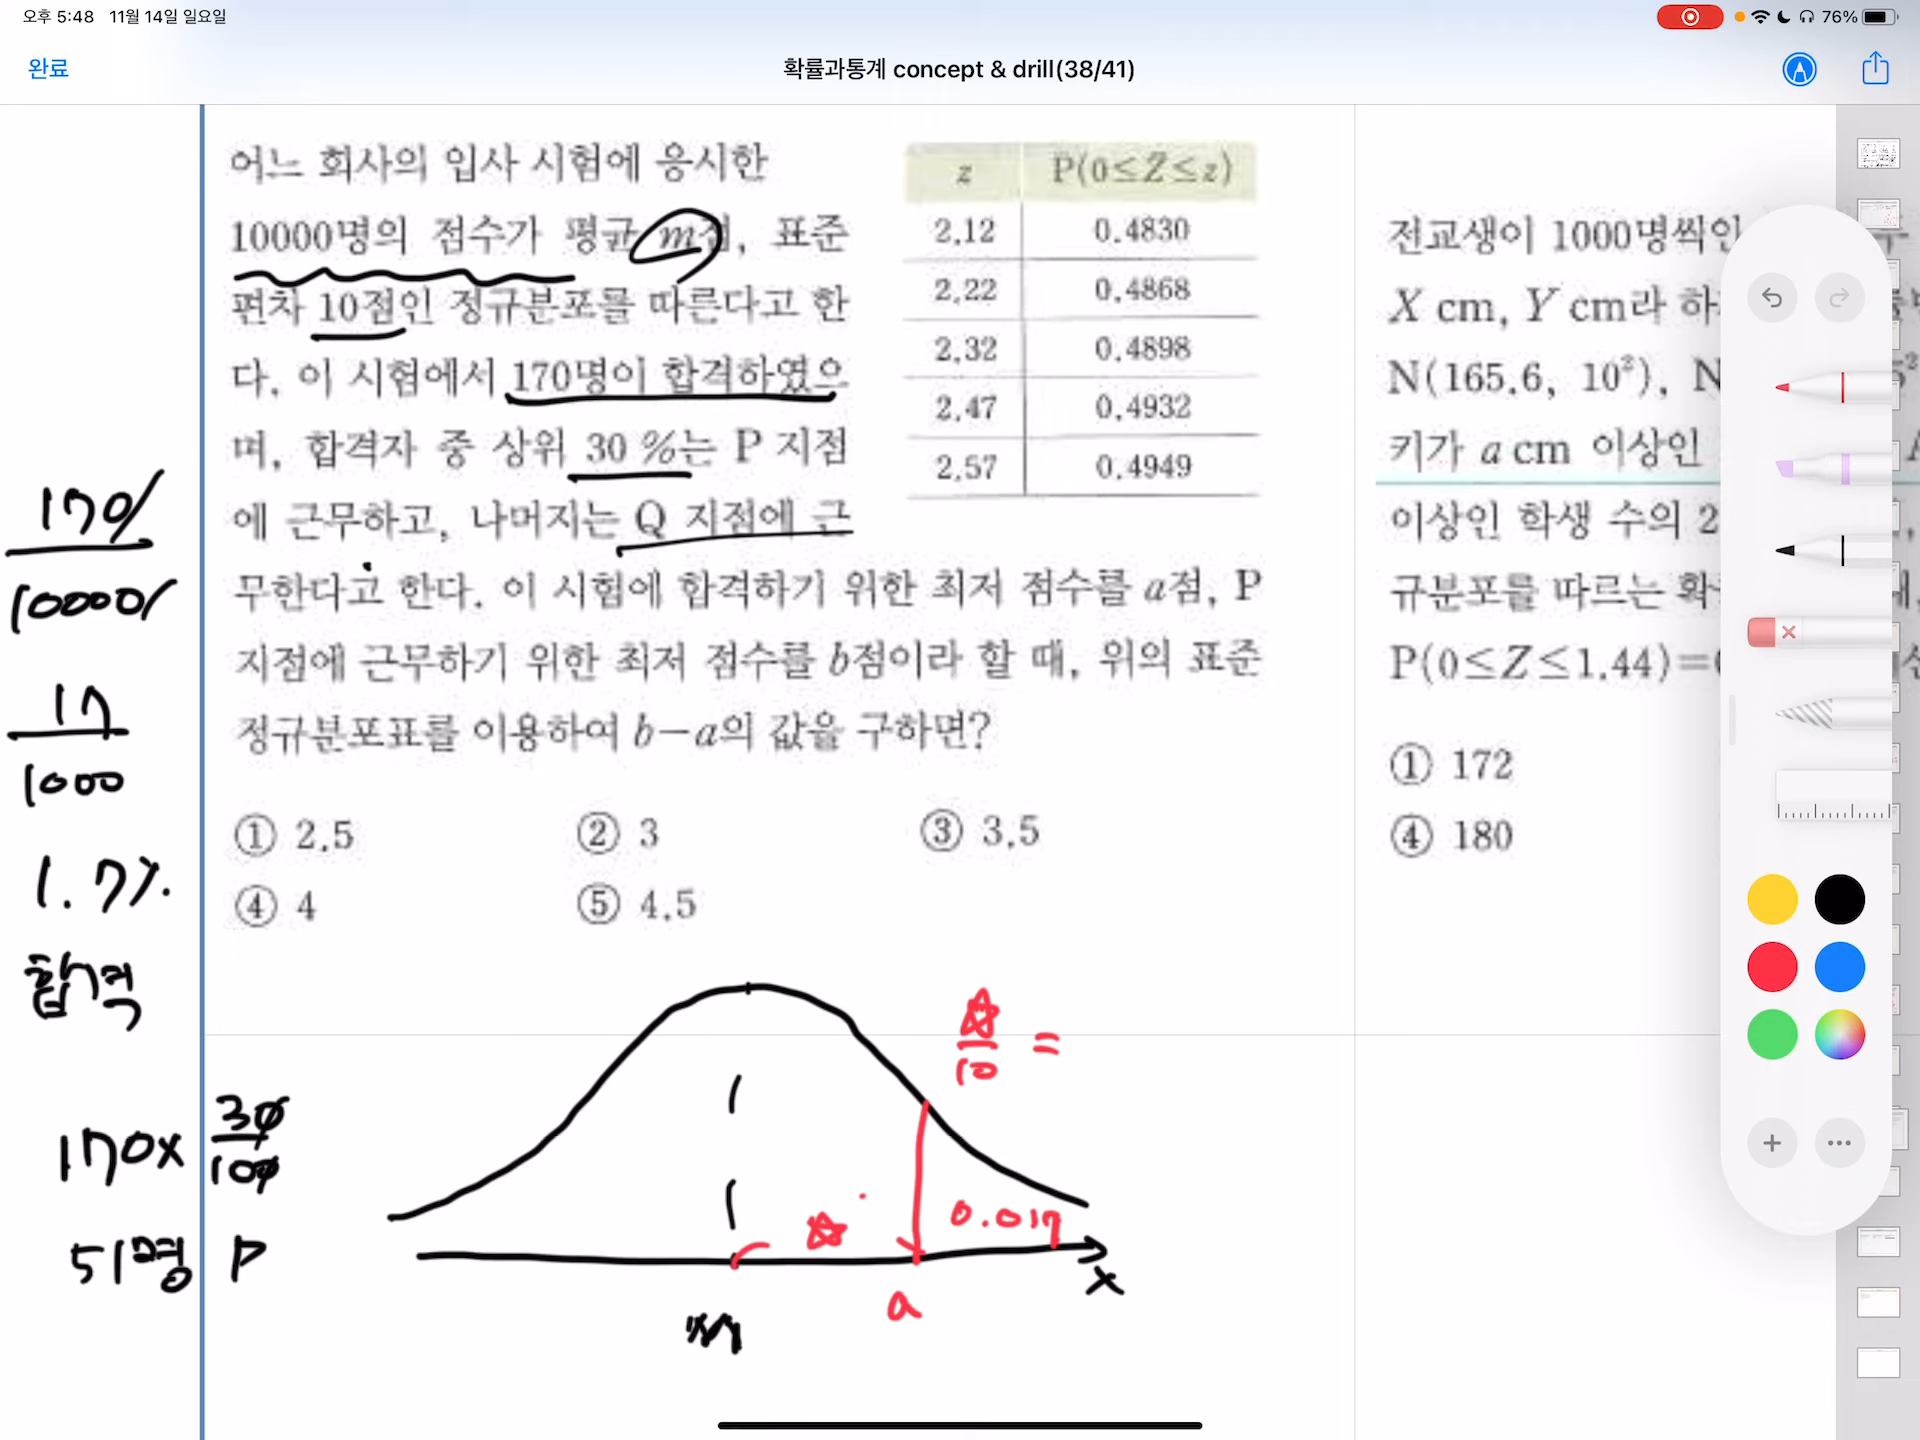 오후 5:48 11월 14일 일요일
76%
완료
확률과통계 concept & drill(38/41)
어느 회사의 입사 시험에 응시한
10000명의 점수가 평균 m점, 표준
편차 10점인 정규분포를 따른다고 한
다. 이 시험에서 170명이 합격하였으
며, 합격자 중 상위 30 %는 P 지점
에 근무하고, 나머지는 Q 지점에 근
무한다고 한다. 이 시험에 합격하기 위한 최저 점수를 a점, P
지점에 근무하기 위한 최저 점수를 b점이라 할 때, 위의 표준
정규분포표를 이용하여 b-a의 값을 구하면?
z P(0≤Z≤z)
2.12 0.4830
2.22 0.4868
2.32 0.4898
2.47 0.4932
2.57 0.4949
① 2.5 ② 3 ③ 3.5
④ 4 ⑤ 4.5
전교생이 1000명씩인
X cm, Y cm라 하
N(165.6, 10²), N
키가 a cm 이상인
이상인 학생 수의 2
규분포를 따르는 확
P(0≤Z≤1.44)=
① 172
④ 180
170
10000
17
1000
1.7%
합격
170x 30/100
51명 P
☆/10 =
☆
0.017
a
x
m